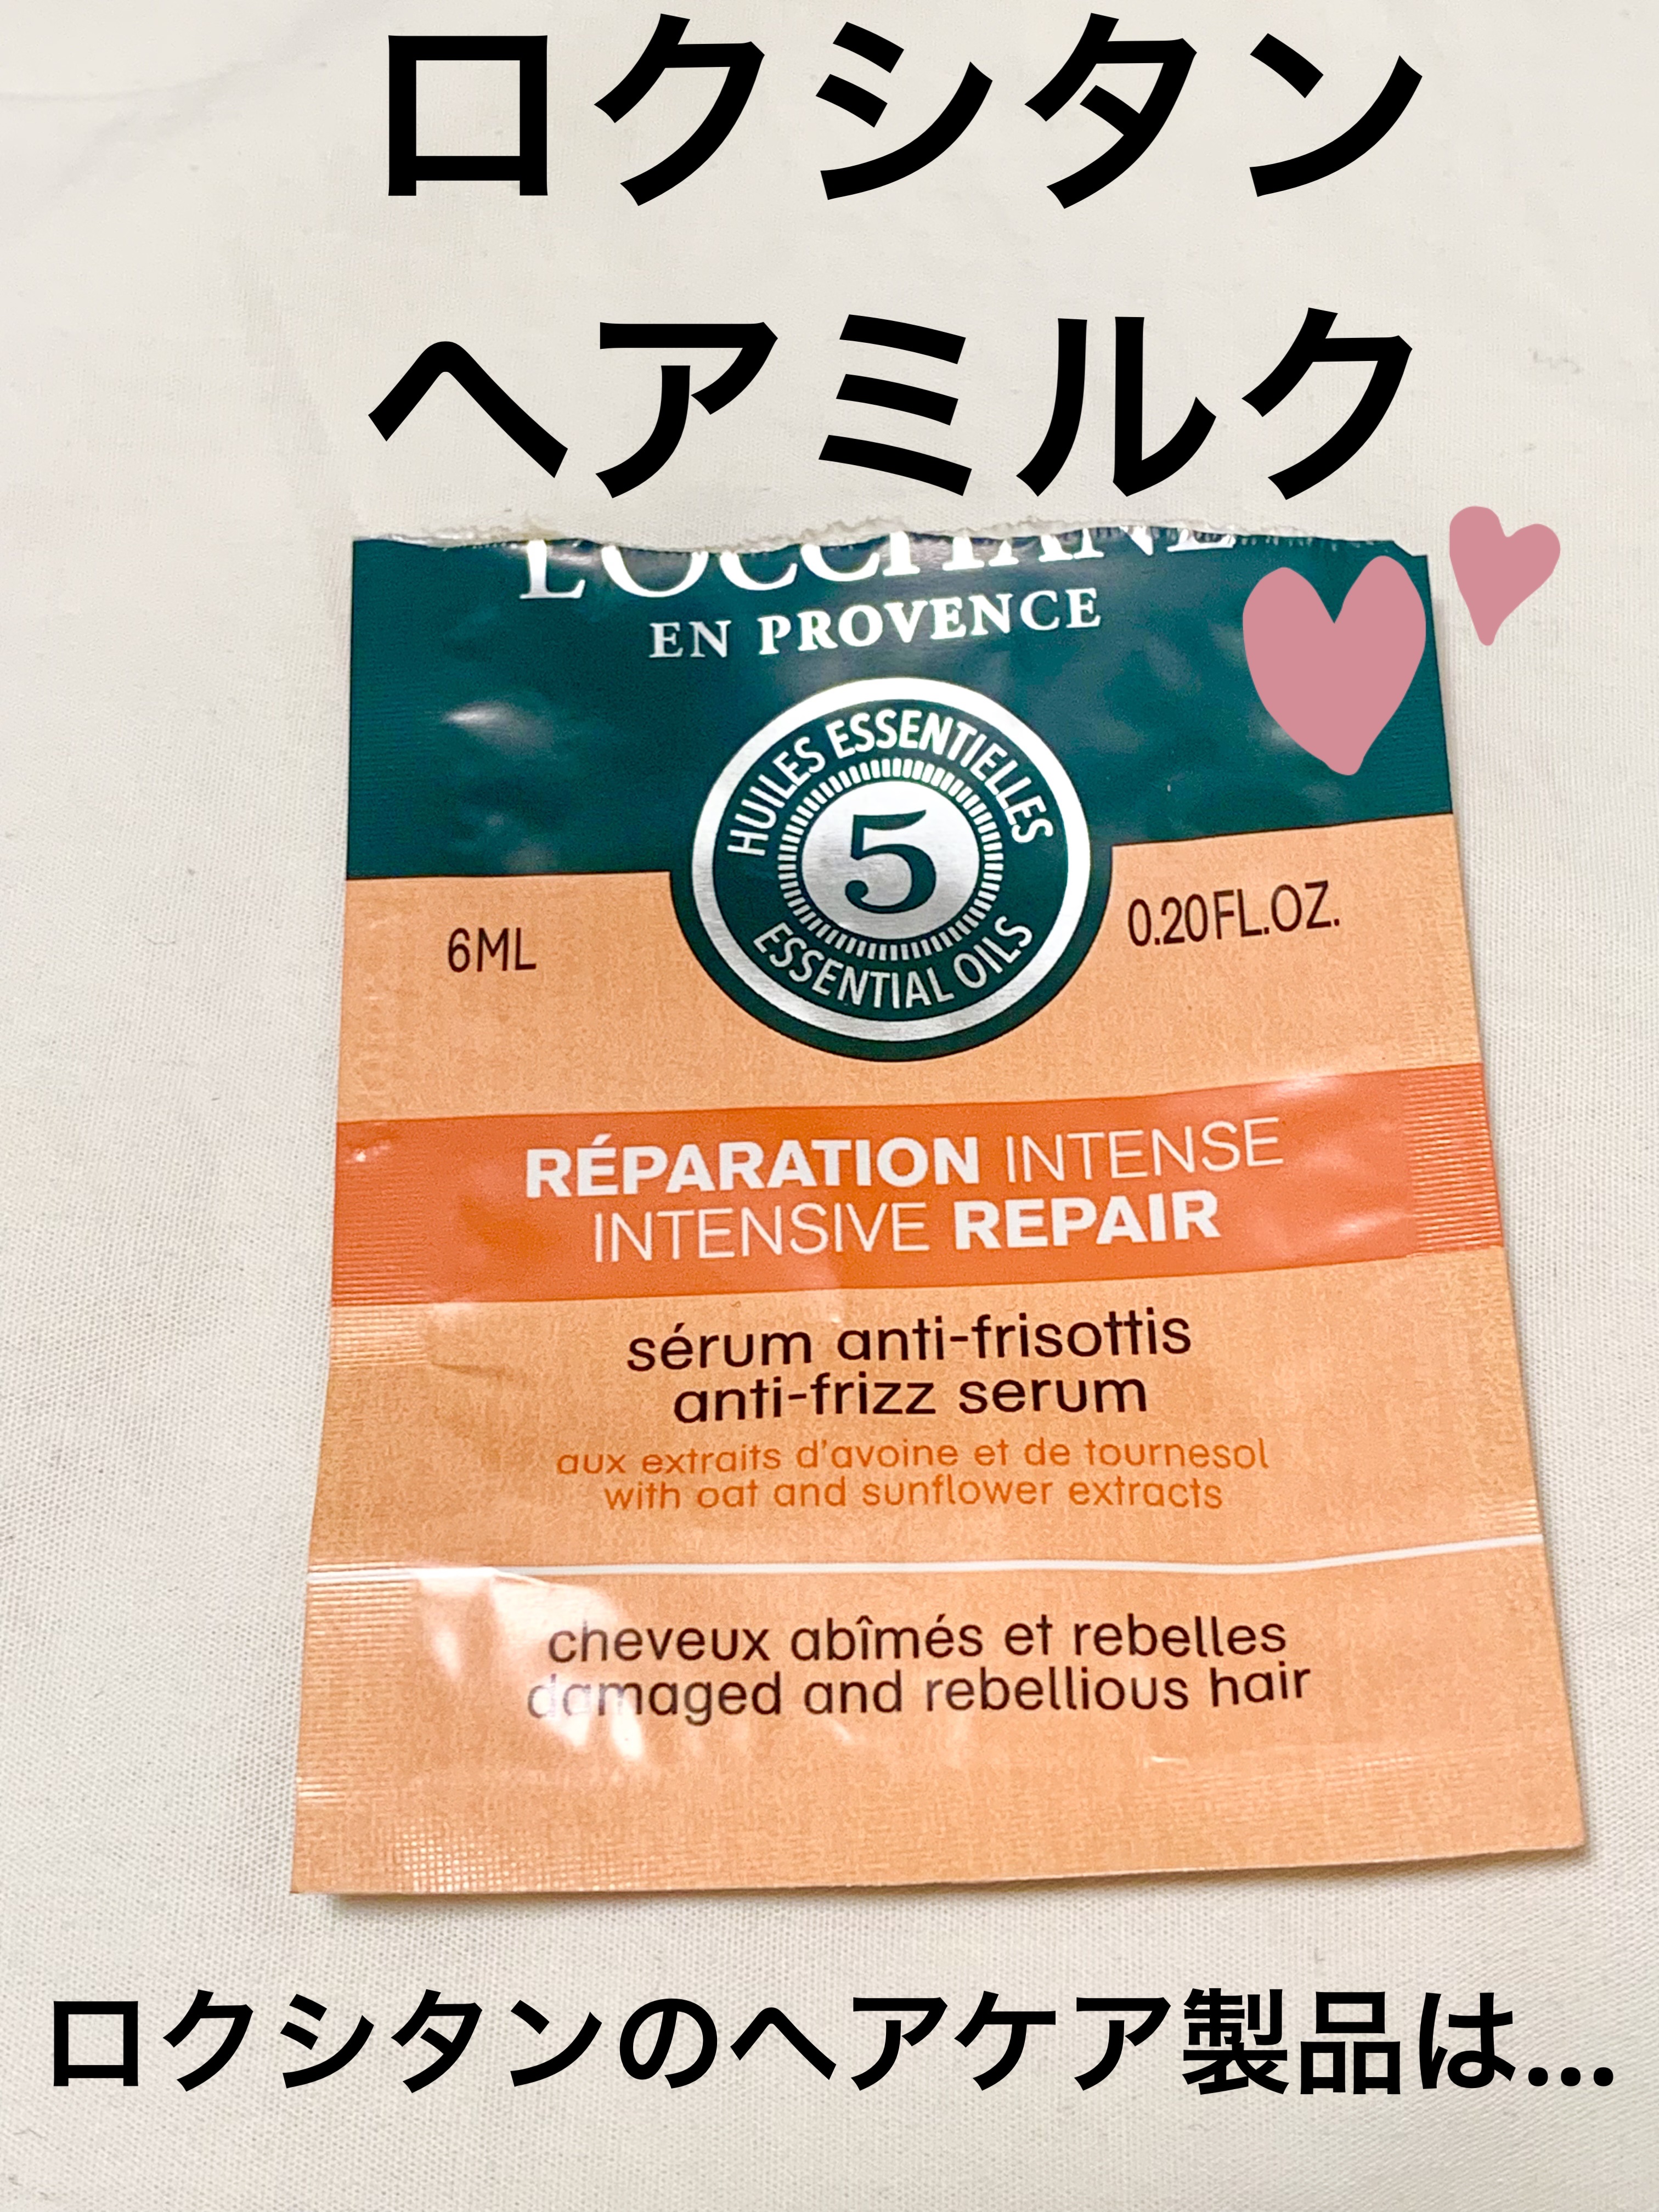 ロクシタン
ヘアミルク
L'OCCITANE
EN PROVENCE
HUILES ESSENTIELLES
5
ESSENTIAL OILS
6ML
0.20FL.OZ.
RÉPARATION INTENSE
INTENSIVE REPAIR
sérum anti-frisottis
anti-frizz serum
aux extraits d'avoine et de tournesol
with oat and sunflower extracts
cheveux abîmés et rebelles
damaged and rebellious hair
ロクシタンのヘアケア製品は...